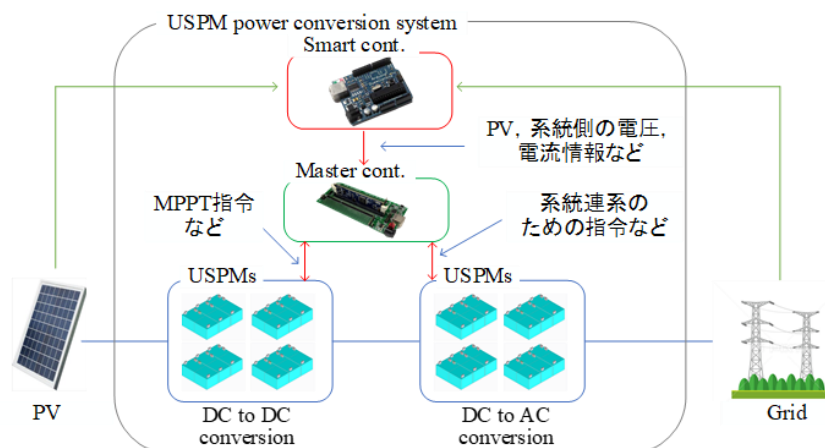 USPM power conversion system
Smart cont.
PV，系統側の電圧，
電流情報など
Master cont.
MPPT指令
など
系統連系の
ための指令など
USPMs
USPMs
PV
DC to DC
conversion
DC to AC
conversion
Grid